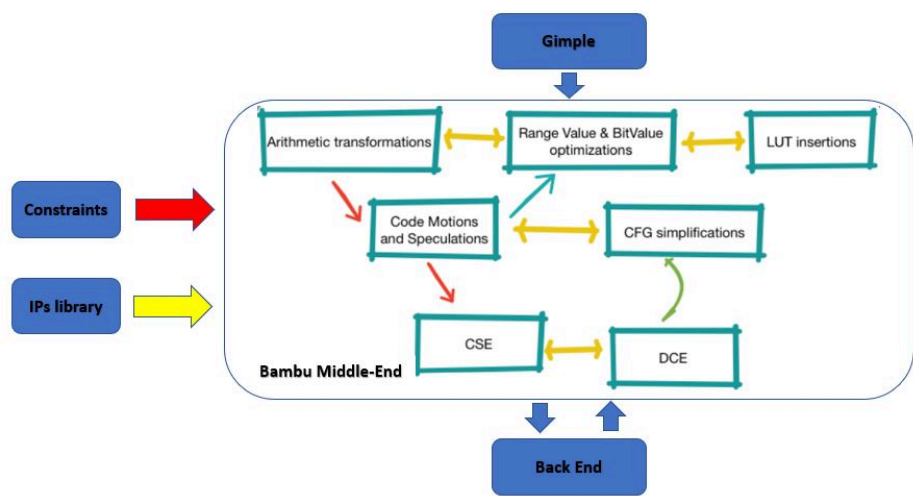 Gimple
Arithmetic transformations
Range Value & BitValue
optimizations
LUT insertions
Constraints
Code Motions
and Speculations
CFG simplifications
IPs library
CSE
DCE
Bambu Middle-End
Back End